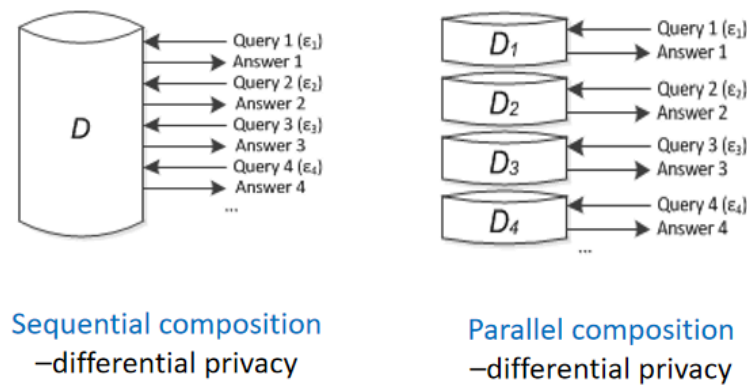 D
Query 1 (ε₁)
Answer 1
Query 2 (ε₂)
Answer 2
Query 3 (ε₃)
Answer 3
Query 4 (ε₄)
Answer 4
...
Sequential composition
–differential privacy
D₁
Query 1 (ε₁)
Answer 1
D₂
Query 2 (ε₂)
Answer 2
D₃
Query 3 (ε₃)
Answer 3
D₄
Query 4 (ε₄)
Answer 4
...
Parallel composition
–differential privacy